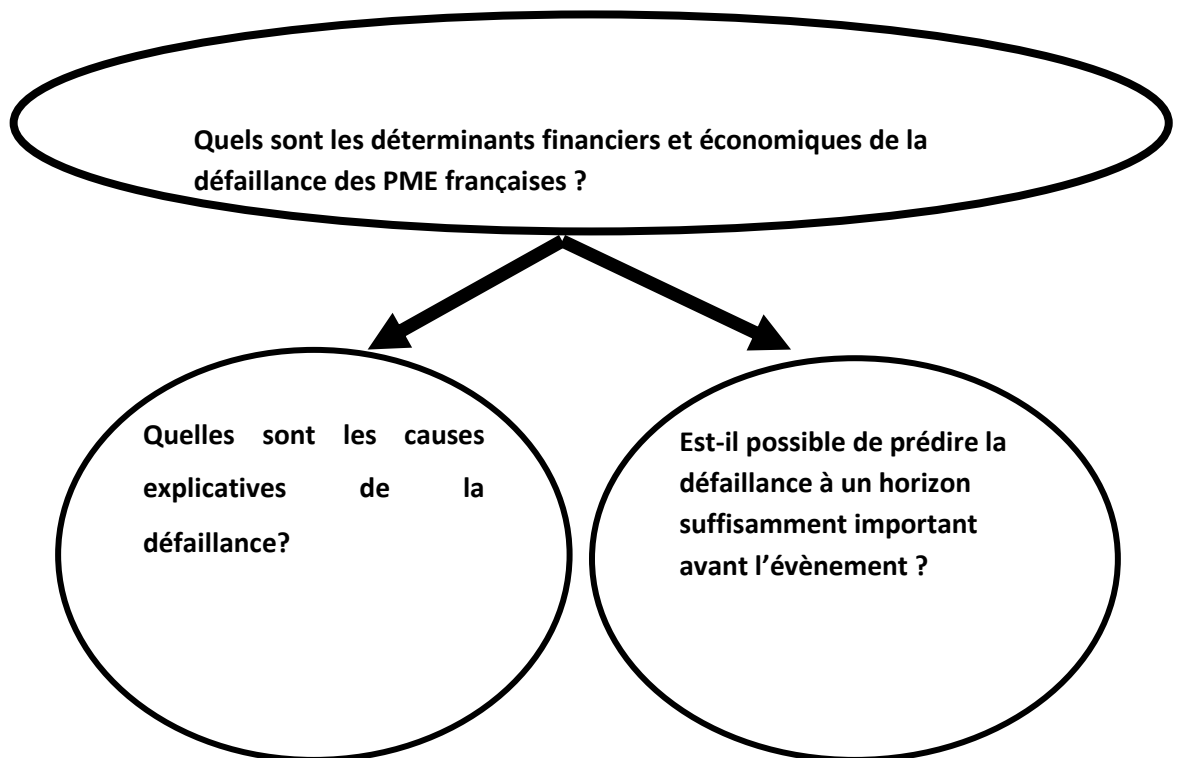 Quels sont les déterminants financiers et économiques de la
défaillance des PME françaises ?
Quelles sont les causes
explicatives de la
défaillance?
Est-il possible de prédire la
défaillance à un horizon
suffisamment important
avant l’évènement ?